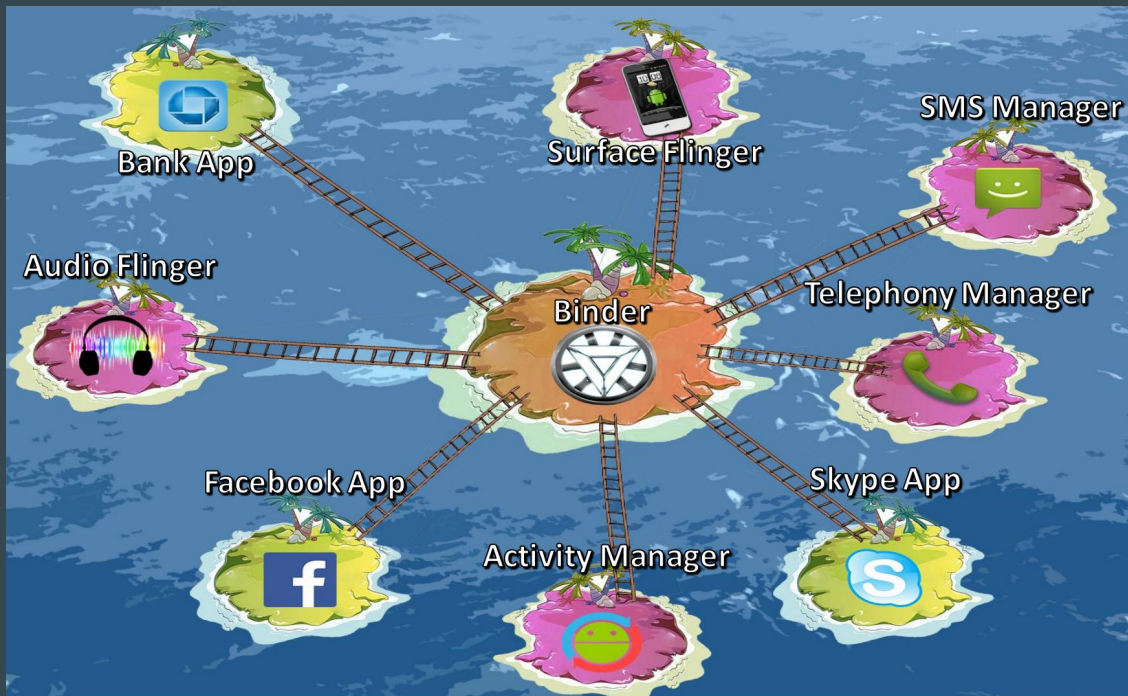 Bank App
Surface Flinger
SMS Manager
Audio Flinger
Binder
Telephony Manager
Facebook App
Skype App
Activity Manager
f
S